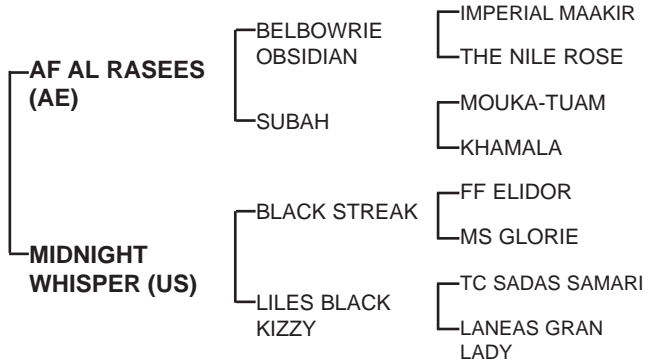 AF AL RASEES
(AE)
BELBOWRIE
OBSIDIAN
IMPERIAL MAAKIR
THE NILE ROSE
SUBAH
MOUKA-TUAM
KHAMALA
MIDNIGHT
WHISPER (US)
BLACK STREAK
FF ELIDOR
MS GLORIE
LILES BLACK
KIZZY
TC SADAS SAMARI
LANEAS GRAN
LADY